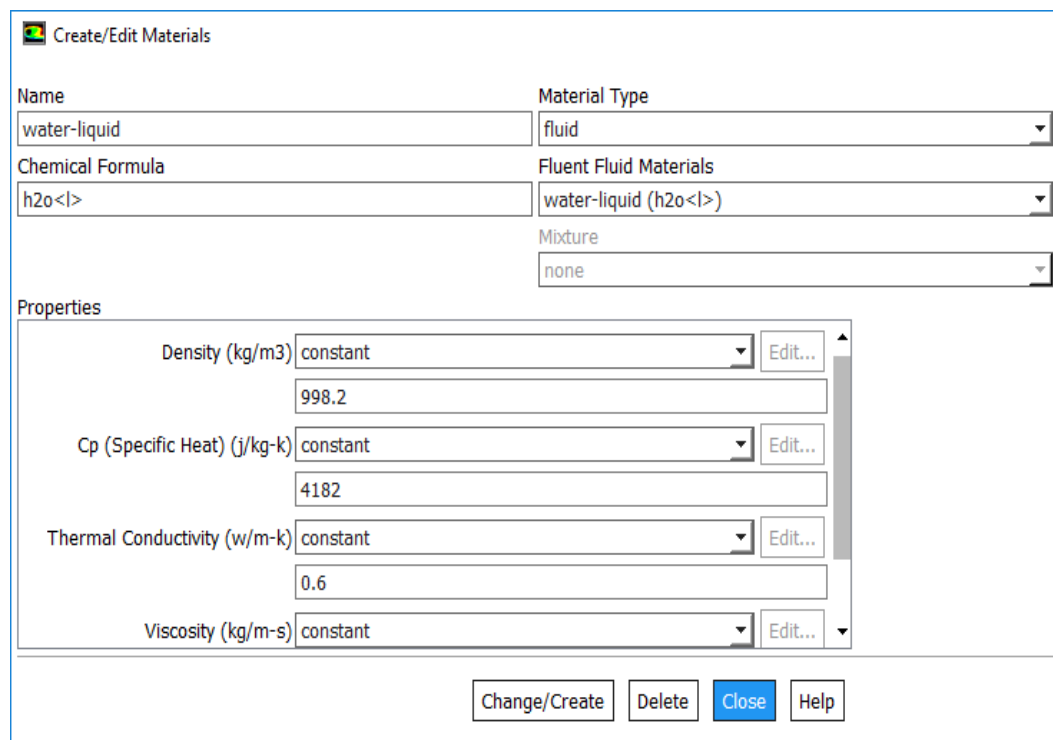 Create/Edit Materials
Name
Material Type
water-liquid
fluid
Chemical Formula
Fluent Fluid Materials
h2o<l>
water-liquid (h2o<l>)
Mixture
none
Properties
Density (kg/m3) constant Edit...
998.2
Cp (Specific Heat) (j/kg-k) constant Edit...
4182
Thermal Conductivity (w/m-k) constant Edit...
0.6
Viscosity (kg/m-s) constant Edit...
Change/Create Delete Close Help